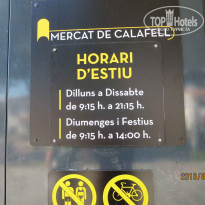 TOP HOTELS
MERCAT DE CALAFELL
HORARI
D'ESTIU
Dilluns a Dissabte
de 9:15 h. a 21:15 h.
Diumenges i Festius
de 9:15 h. a 14:00 h.